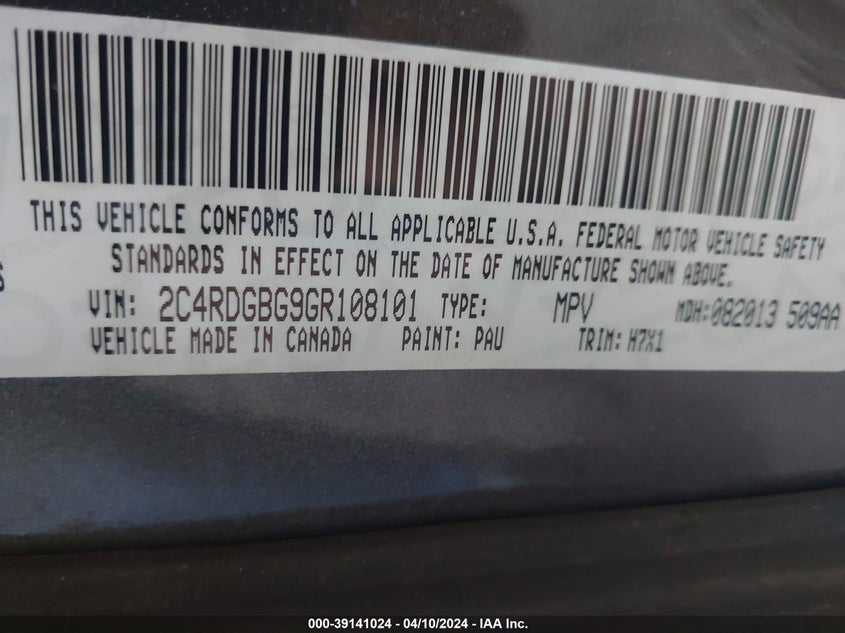 THIS VEHICLE CONFORMS TO ALL APPLICABLE U.S.A. FEDERAL MOTOR VEHICLE SAFETY
STANDARDS IN EFFECT ON THE DATE OF MANUFACTURE SHOWN ABOVE.
VIN: 2C4RDGBG9GR108101 TYPE: MPV MDH:082013 509AA
VEHICLE MADE IN CANADA PAINT: PAU TRIM: H7X1
000-39141024 - 04/10/2024 - IAA Inc.